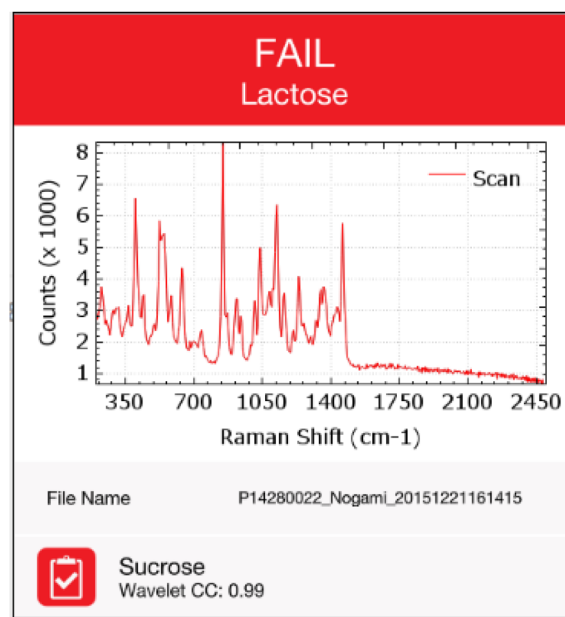 FAIL
Lactose
8
7
6
5
4
3
2
1
Counts (x 1000)
Scan
350 700 1050 1400 1750 2100 2450
Raman Shift (cm-1)
File Name P14280022_Nogami_20151221161415
Sucrose
Wavelet CC: 0.99